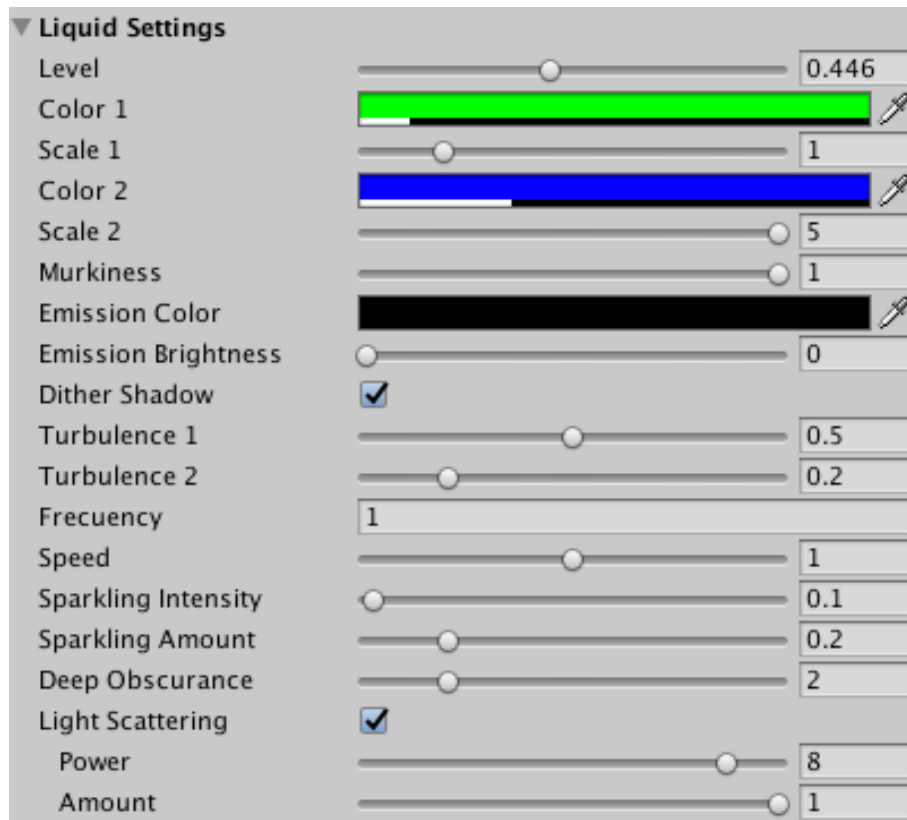 Liquid Settings
Level 0.446
Color 1
Scale 1 1
Color 2
Scale 2 5
Murkiness 1
Emission Color
Emission Brightness 0
Dither Shadow
Turbulence 1 0.5
Turbulence 2 0.2
Frecuency 1
Speed 1
Sparkling Intensity 0.1
Sparkling Amount 0.2
Deep Obscurance 2
Light Scattering
Power 8
Amount 1